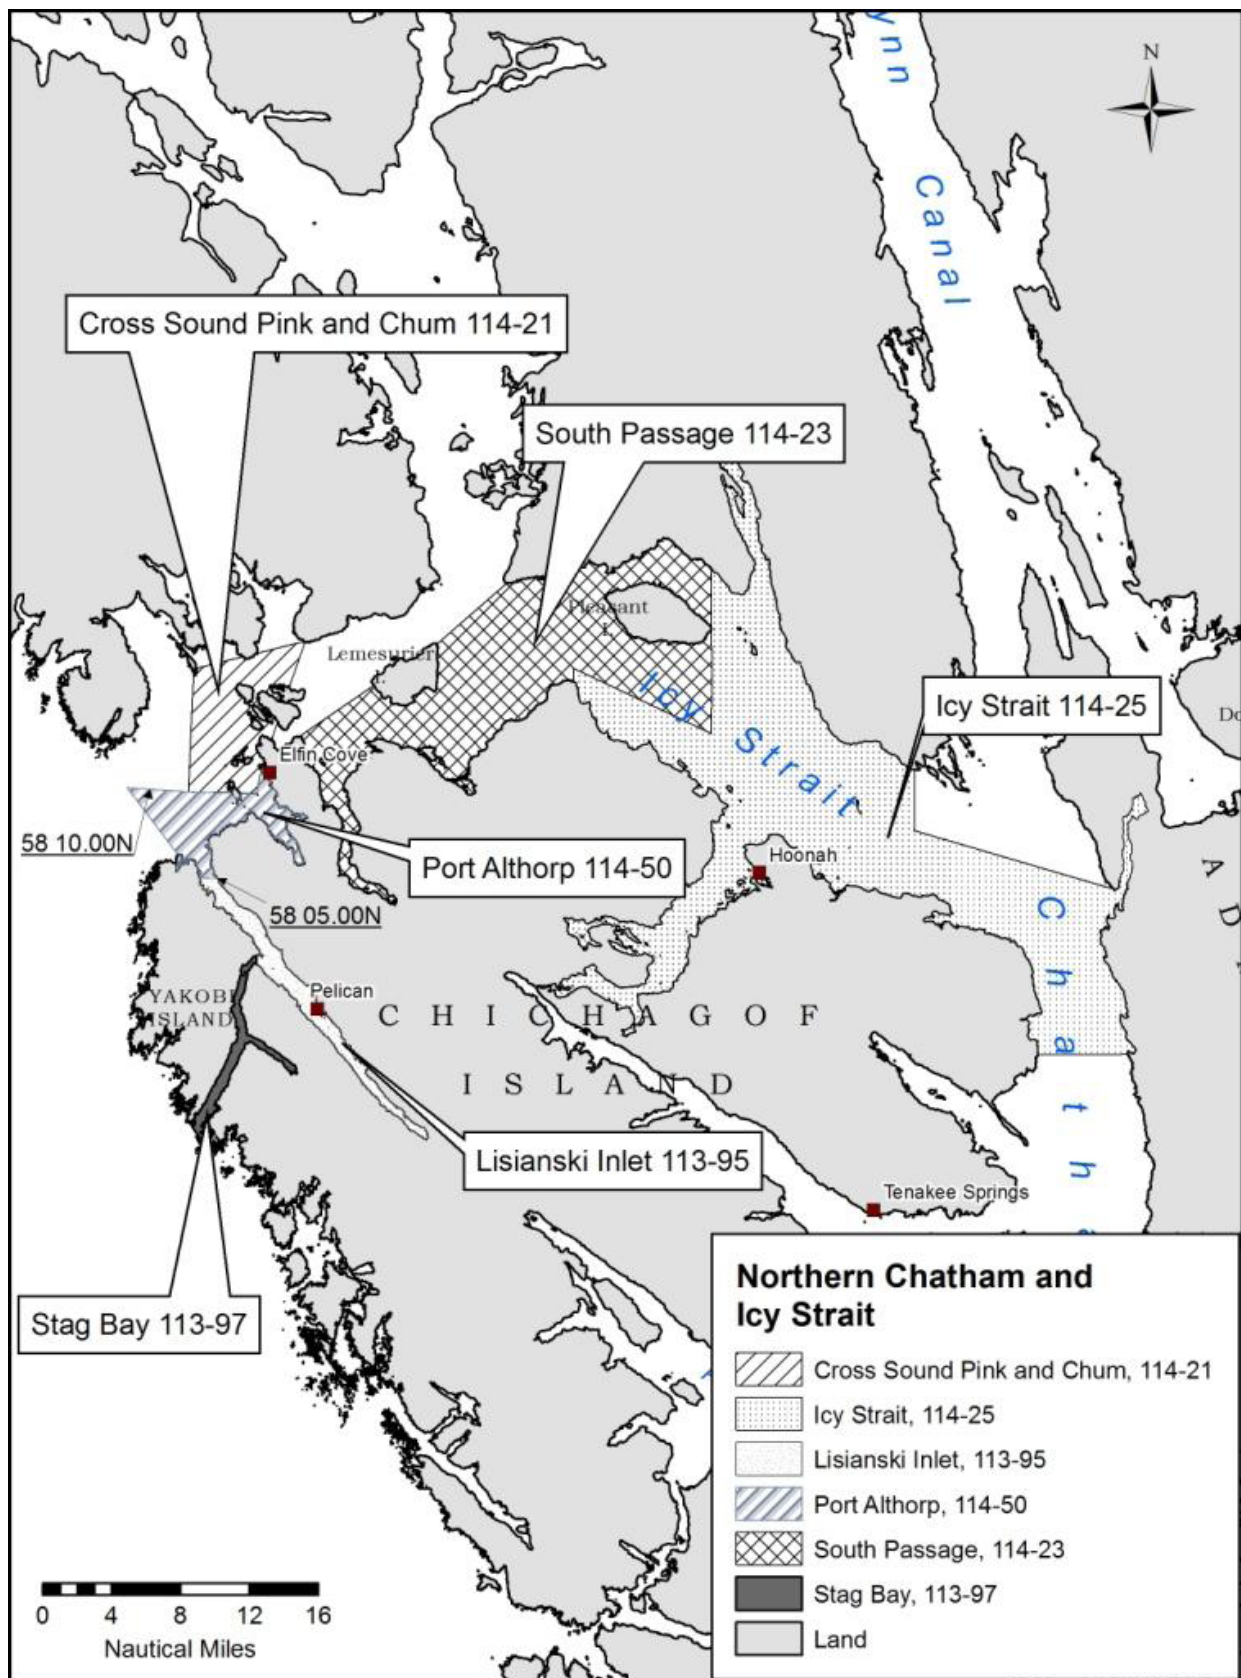 ynn
Canal
N
Cross Sound Pink and Chum 114-21
South Passage 114-23
Pleasant
I.
Lemesurier
Icy Strait
Icy Strait 114-25
Elfin Cove
58 10.00N
Port Althorp 114-50
Hoonah
58 05.00N
YAKOBI
ISLAND
Pelican
CHICHAGOF
ISLAND
Chatha
AD
Do
Lisianski Inlet 113-95
Tenakee Springs
Stag Bay 113-97
Northern Chatham and
Icy Strait
Cross Sound Pink and Chum, 114-21
Icy Strait, 114-25
Lisianski Inlet, 113-95
Port Althorp, 114-50
South Passage, 114-23
Stag Bay, 113-97
Land
0 4 8 12 16
Nautical Miles